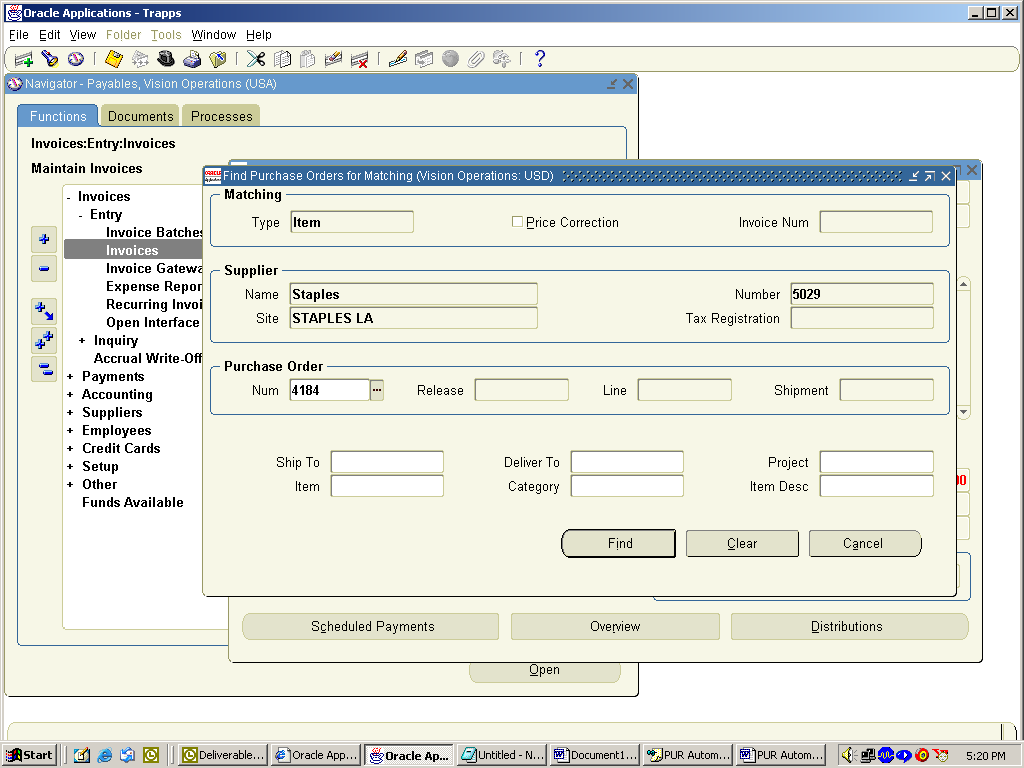 Oracle Applications - Trapps
File Edit View Folder Tools Window Help
Navigator - Payables, Vision Operations (USA)
Functions Documents Processes
Invoices:Entry:Invoices
Maintain Invoices
- Invoices
- Entry
Invoice Batches
Invoices
Invoice Gatewa
Expense Repor
Recurring Invoi
Open Interface
+ Inquiry
Accrual Write-Off
+ Payments
+ Accounting
+ Suppliers
+ Employees
+ Credit Cards
+ Setup
+ Other
Funds Available
Find Purchase Orders for Matching (Vision Operations: USD)
Matching
Type Item Price Correction Invoice Num
Supplier
Name Staples Number 5029
Site STAPLES LA Tax Registration
Purchase Order
Num 4184 ... Release Line Shipment
Ship To Deliver To Project
Item Category Item Desc
Find Clear Cancel
Scheduled Payments Overview Distributions
Open
Start Deliverable... Oracle App... Oracle Ap... Untitled - N... Document1... PUR Autom... PUR Autom... 5:20 PM